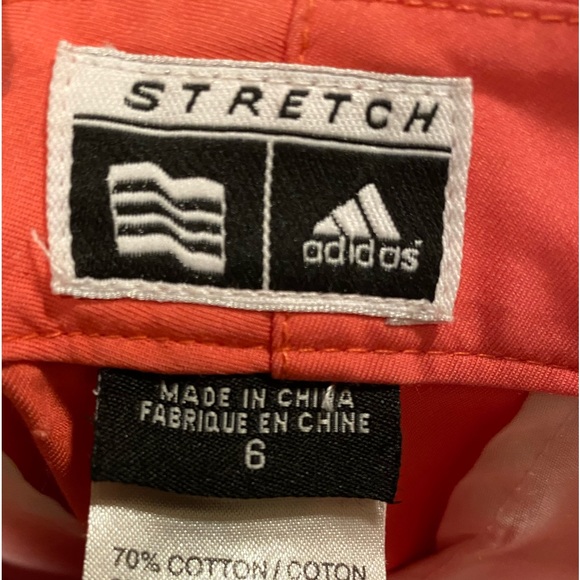 STRETCH
adidas
MADE IN CHINA
FABRIQUE EN CHINE
6
70% COTTON / COTON